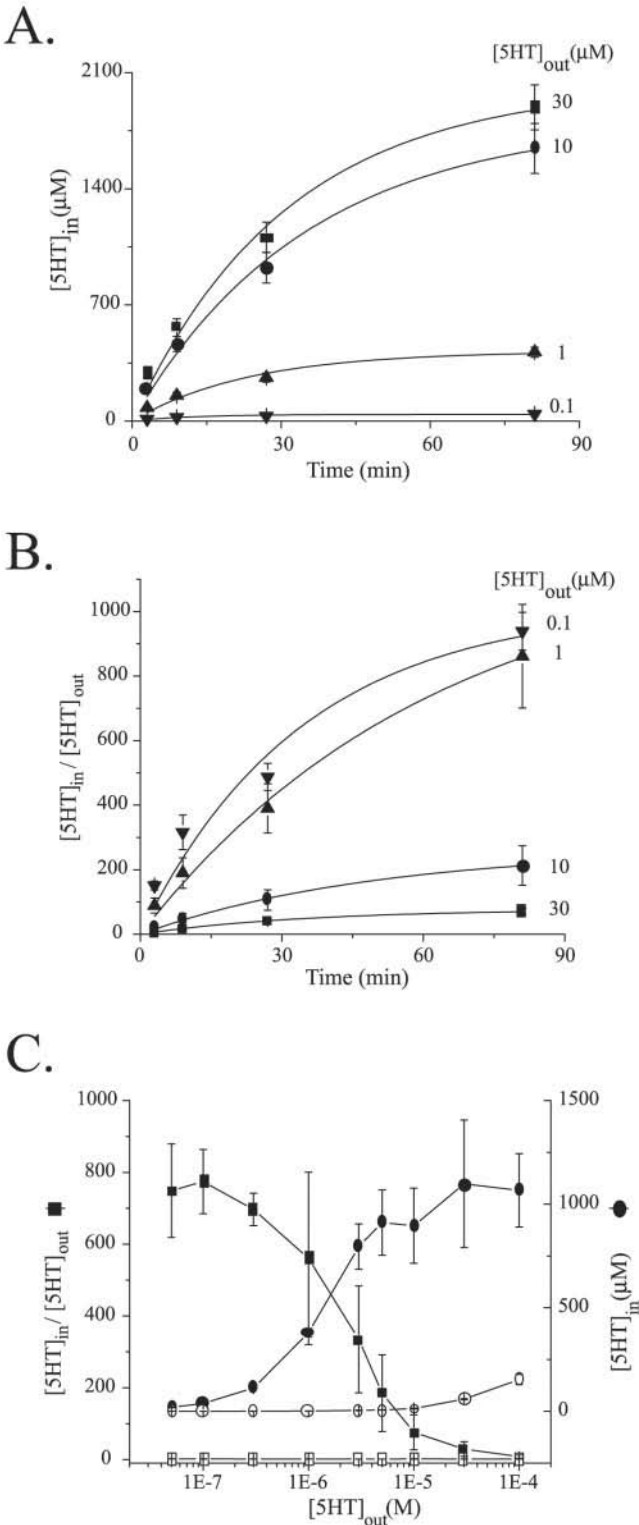 A.
[5HT]out(µM)
2100
1400
700
0
[5HT]in(µM)
30
10
1
0.1
0 30 60 90
Time (min)
B.
[5HT]out(µM)
1000
800
600
400
200
0
[5HT]in/ [5HT]out
0.1
1
10
30
0 30 60 90
Time (min)
C.
1000
800
600
400
200
0
[5HT]in/ [5HT]out
1500
1000
500
0
[5HT]in(µM)
1E-7 1E-6 1E-5 1E-4
[5HT]out(M)